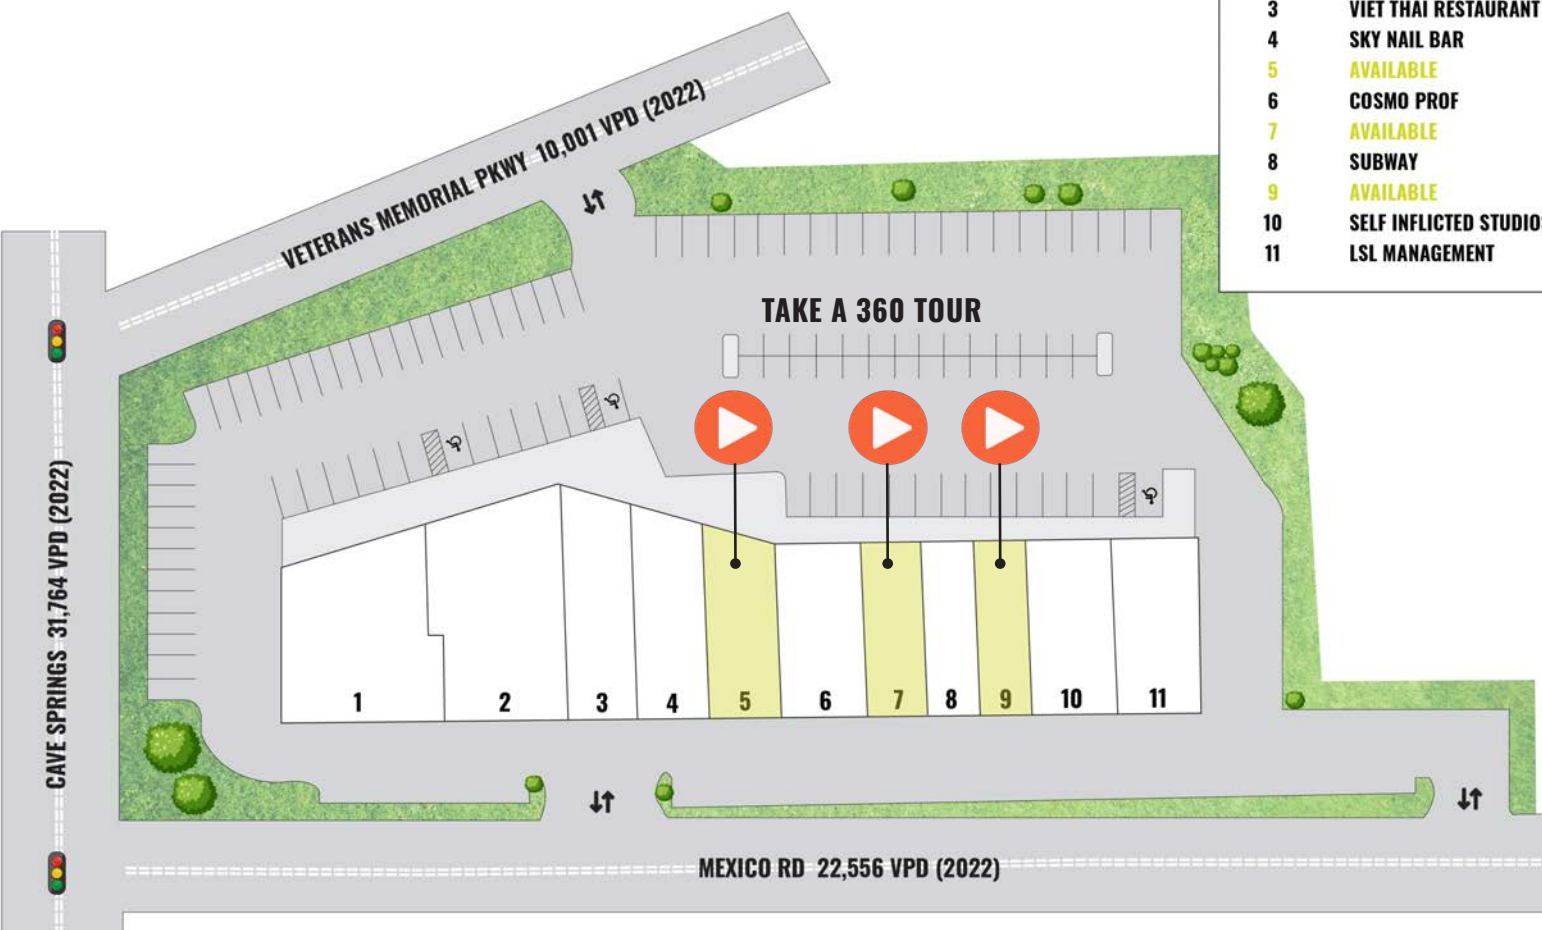 3 VIET THAI RESTAURANT
4 SKY NAIL BAR
5 AVAILABLE
6 COSMO PROF
7 AVAILABLE
8 SUBWAY
9 AVAILABLE
10 SELF INFLICTED STUDIOS
11 LSL MANAGEMENT
VETERANS MEMORIAL PKWY 10,001 VPD (2022)
TAKE A 360 TOUR
CAVE SPRINGS 31,764 VPD (2022)
1 2 3 4 5 6 7 8 9 10 11
MEXICO RD 22,556 VPD (2022)